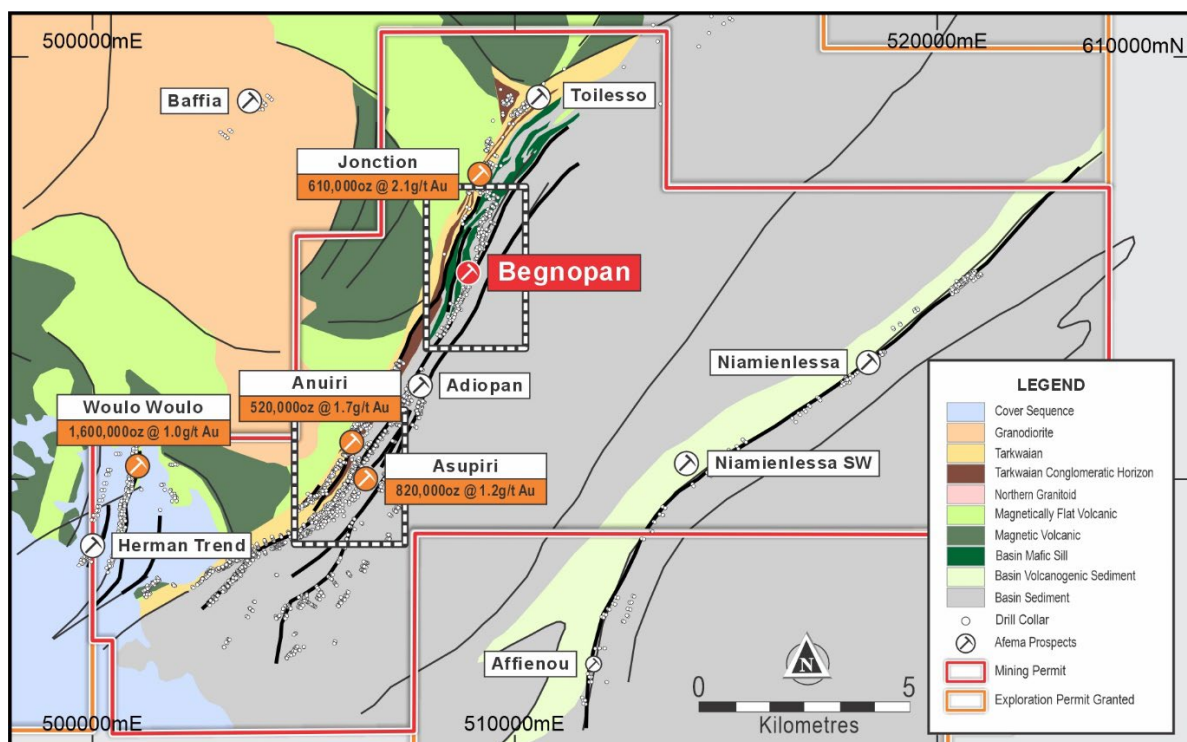 500000mE
520000mE
610000mN
Baffia
Toilesso
Jonction
610,000oz @ 2.1g/t Au
Begnopan
Anuiri
520,000oz @ 1.7g/t Au
Adiopan
Niamienlessa
Woulo Woulo
1,600,000oz @ 1.0g/t Au
Asupiri
820,000oz @ 1.2g/t Au
Niamienlessa SW
Herman Trend
Affienou
500000mE
510000mE
N
0
5
Kilometres
LEGEND
Cover Sequence
Granodiorite
Tarkwaian
Tarkwaian Conglomeratic Horizon
Northern Granitoid
Magnetically Flat Volcanic
Magnetic Volcanic
Basin Mafic Sill
Basin Volcanogenic Sediment
Basin Sediment
Drill Collar
Afema Prospects
Mining Permit
Exploration Permit Granted